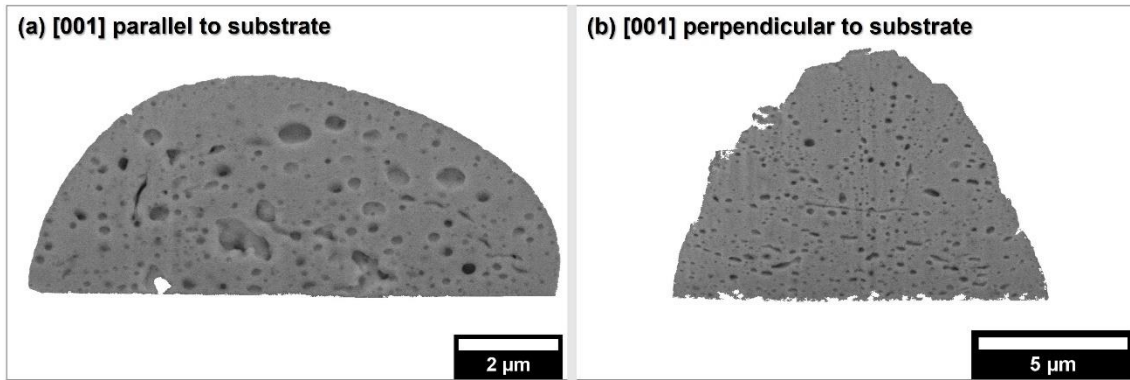 (a) [001] parallel to substrate
(b) [001] perpendicular to substrate
2 µm
5 µm